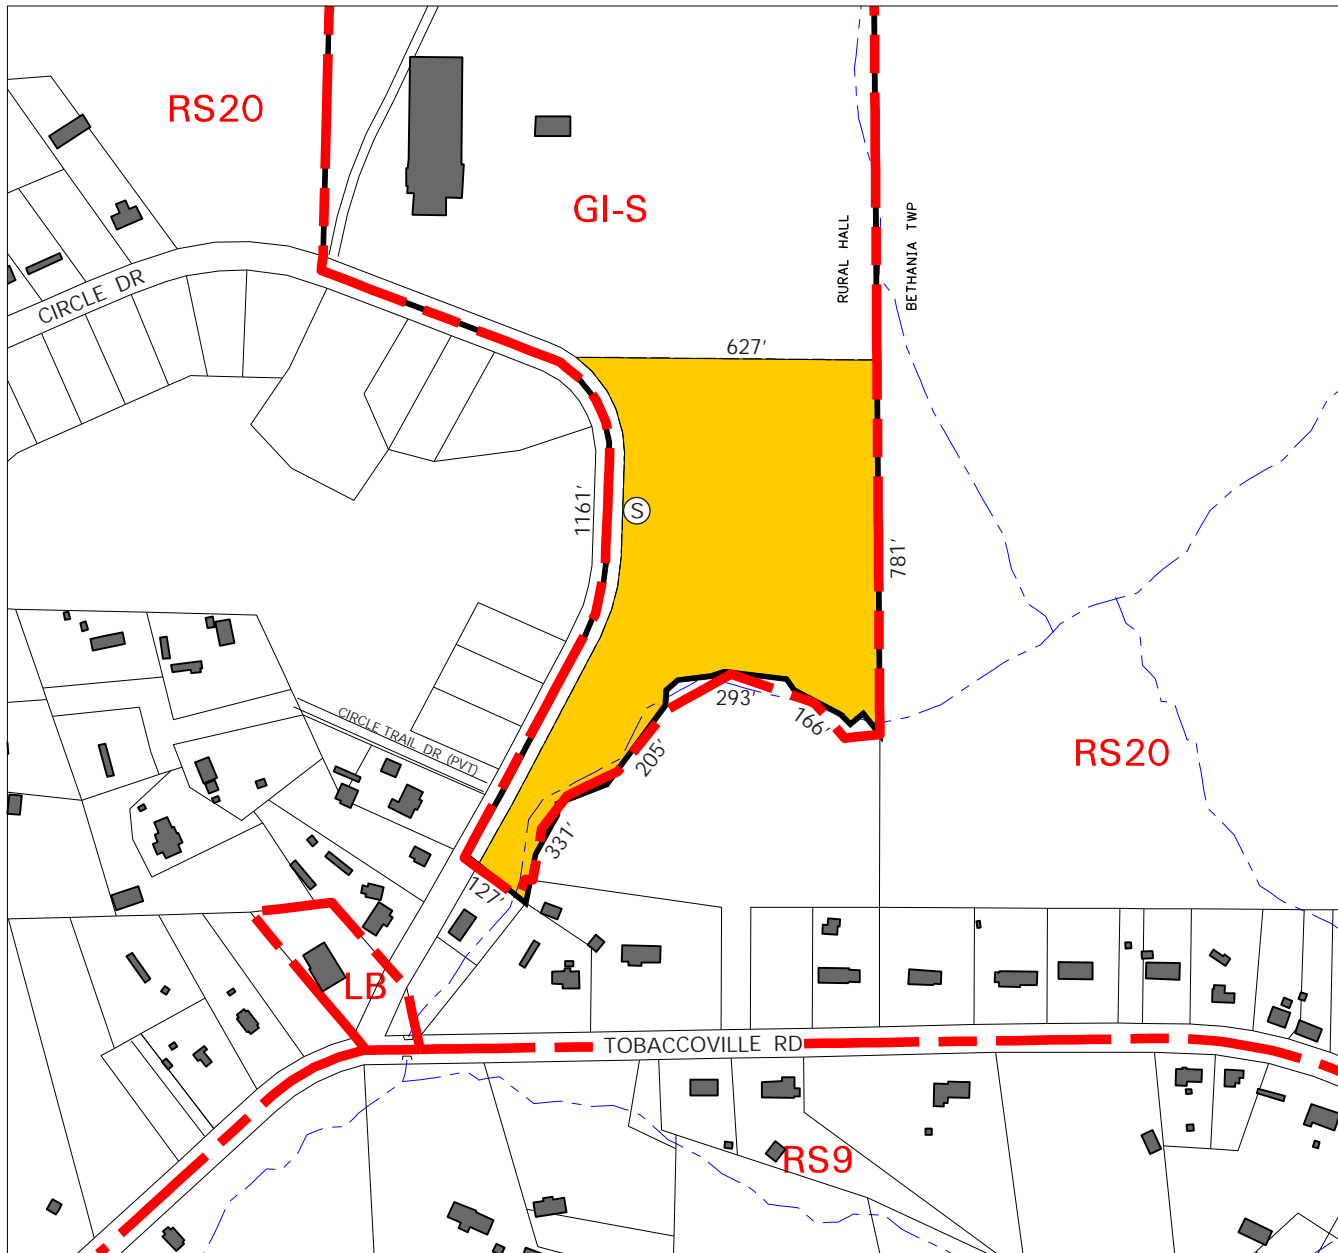 RS20
GI-S
RURAL HALL
BETHANIA TWP
CIRCLE DR
627'
1161'
S
781'
293'
166'
205'
CIRCLE TRAIL DR (PVT)
RS20
331'
127'
LB
TOBACCOVILLE RD
RS9